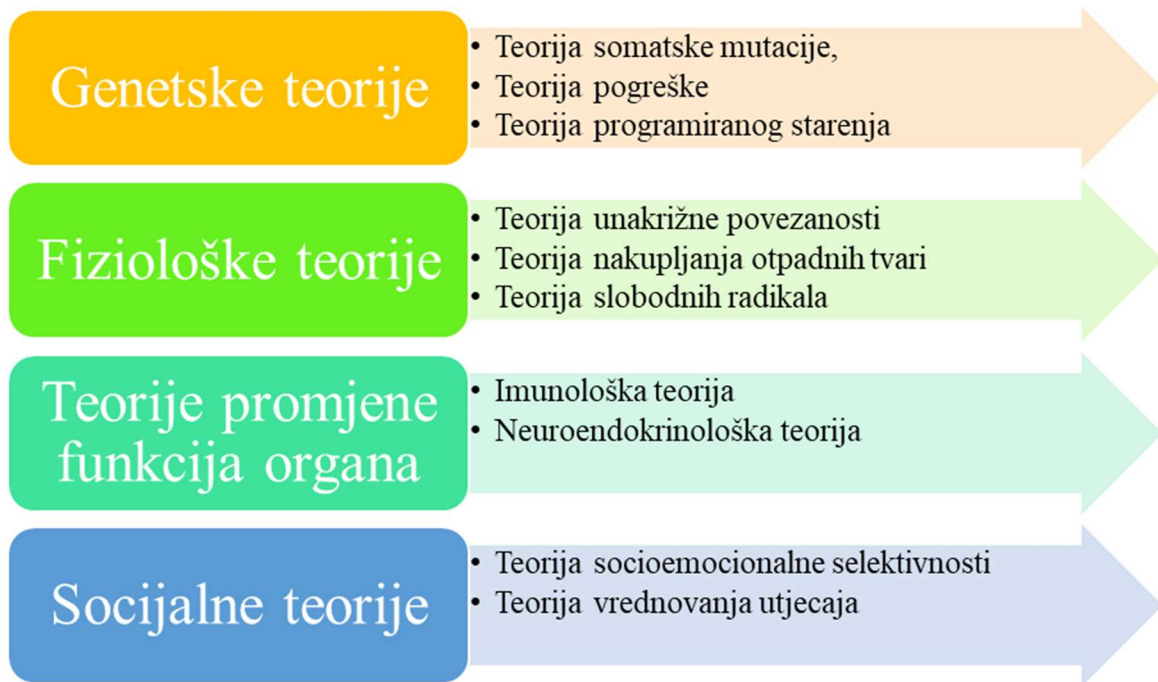 Genetske teorije
• Teorija somatske mutacije,
• Teorija pogreške
• Teorija programiranog starenja
Fiziološke teorije
• Teorija unakrižne povezanosti
• Teorija nakupljanja otpadnih tvari
• Teorija slobodnih radikala
Teorije promjene
funkcija organa
• Imunološka teorija
• Neuroendokrinološka teorija
Socijalne teorije
• Teorija socioemocionalne selektivnosti
• Teorija vrednovanja utjecaja